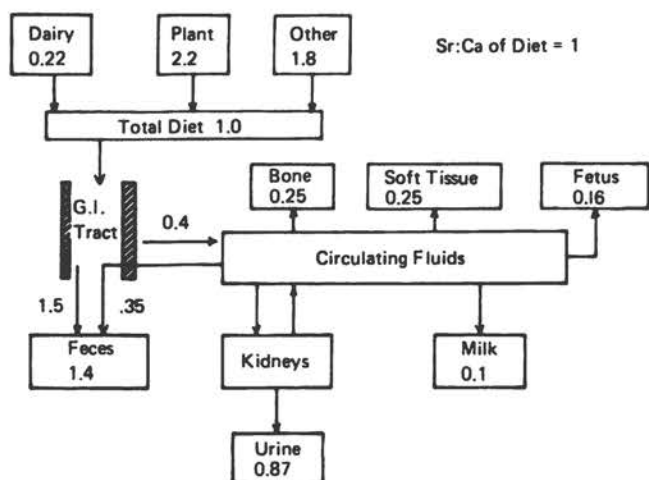 Dairy
0.22
Plant
2.2
Other
1.8
Sr:Ca of Diet = 1
Total Diet 1.0
G.I.
Tract
0.4
Bone
0.25
Soft Tissue
0.25
Fetus
0.16
Circulating Fluids
1.5
.35
Feces
1.4
Kidneys
Milk
0.1
Urine
0.87